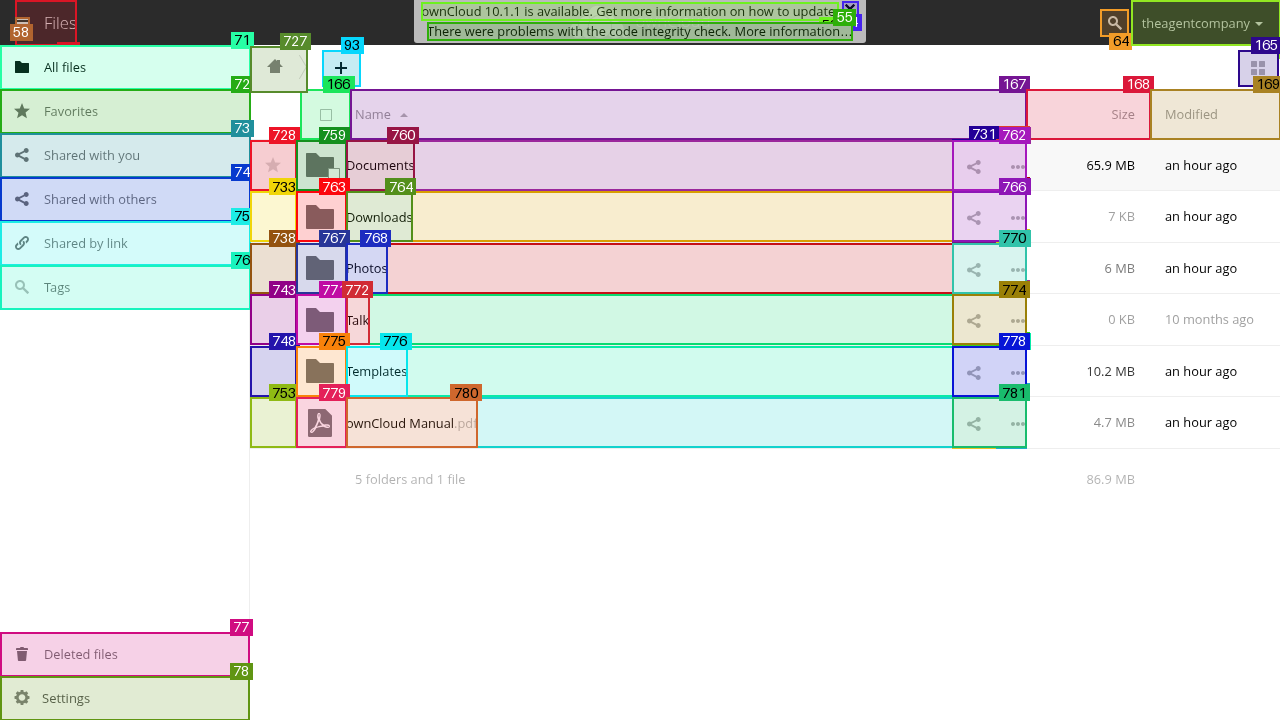 ownCloud 10.1.1 is available. Get more information on how to update.
55
There were problems with the code integrity check. More information...
58
Files
64
theagentcompany
71
727
93
165
All files
72
166
167
168
169
Favorites
Name
Size
Modified
73
728
759
760
731
762
Shared with you
Documents
65.9 MB
an hour ago
74
733
763
764
766
Shared with others
Downloads
7 KB
an hour ago
75
738
767
768
770
Shared by link
Photos
6 MB
an hour ago
76
743
771
772
774
Tags
Talk
0 KB
10 months ago
748
775
776
778
Templates
10.2 MB
an hour ago
753
779
780
781
ownCloud Manual.pdf
4.7 MB
an hour ago
5 folders and 1 file
86.9 MB
77
Deleted files
78
Settings